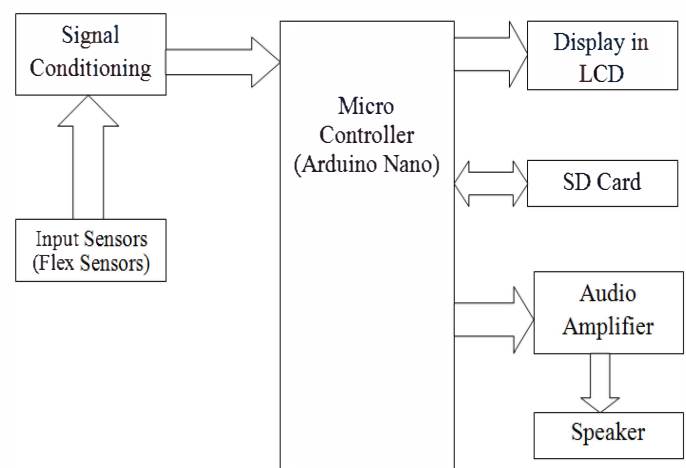 Signal
Conditioning
Input Sensors
(Flex Sensors)
Micro
Controller
(Arduino Nano)
Display in
LCD
SD Card
Audio
Amplifier
Speaker